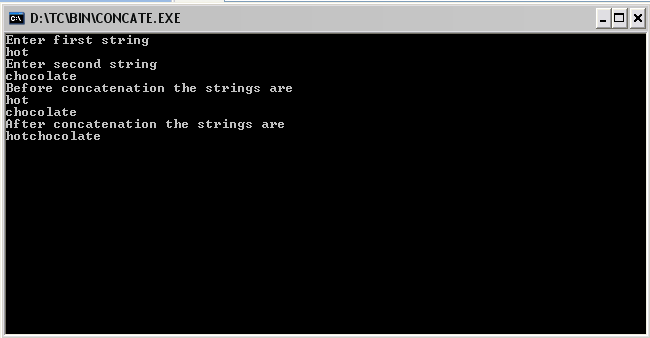 D:\TC\BIN\CONCATE.EXE
Enter first string
hot
Enter second string
chocolate
Before concatenation the strings are
hot
chocolate
After concatenation the strings are
hotchocolate